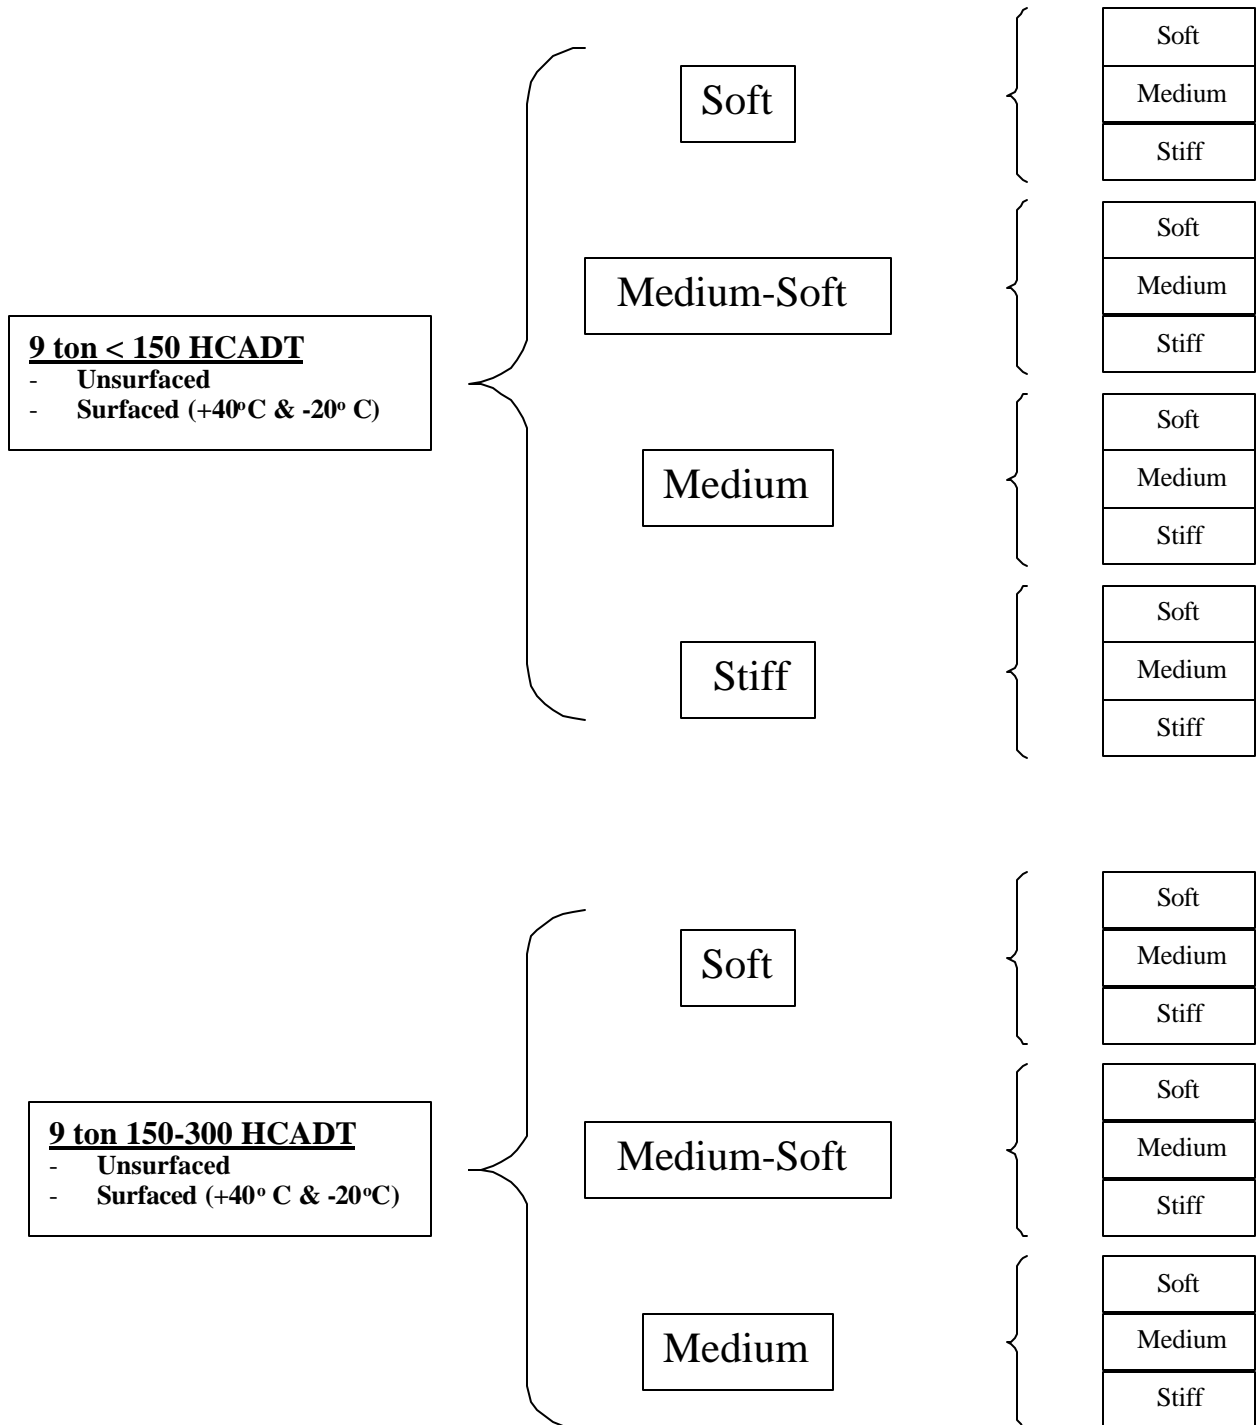 9 ton < 150 HCADT
- Unsurfaced
- Surfaced (+40°C & -20° C)
Soft
Soft
Medium
Stiff
Medium-Soft
Soft
Medium
Stiff
Medium
Soft
Medium
Stiff
Stiff
Soft
Medium
Stiff
9 ton 150-300 HCADT
- Unsurfaced
- Surfaced (+40° C & -20°C)
Soft
Soft
Medium
Stiff
Medium-Soft
Soft
Medium
Stiff
Medium
Soft
Medium
Stiff